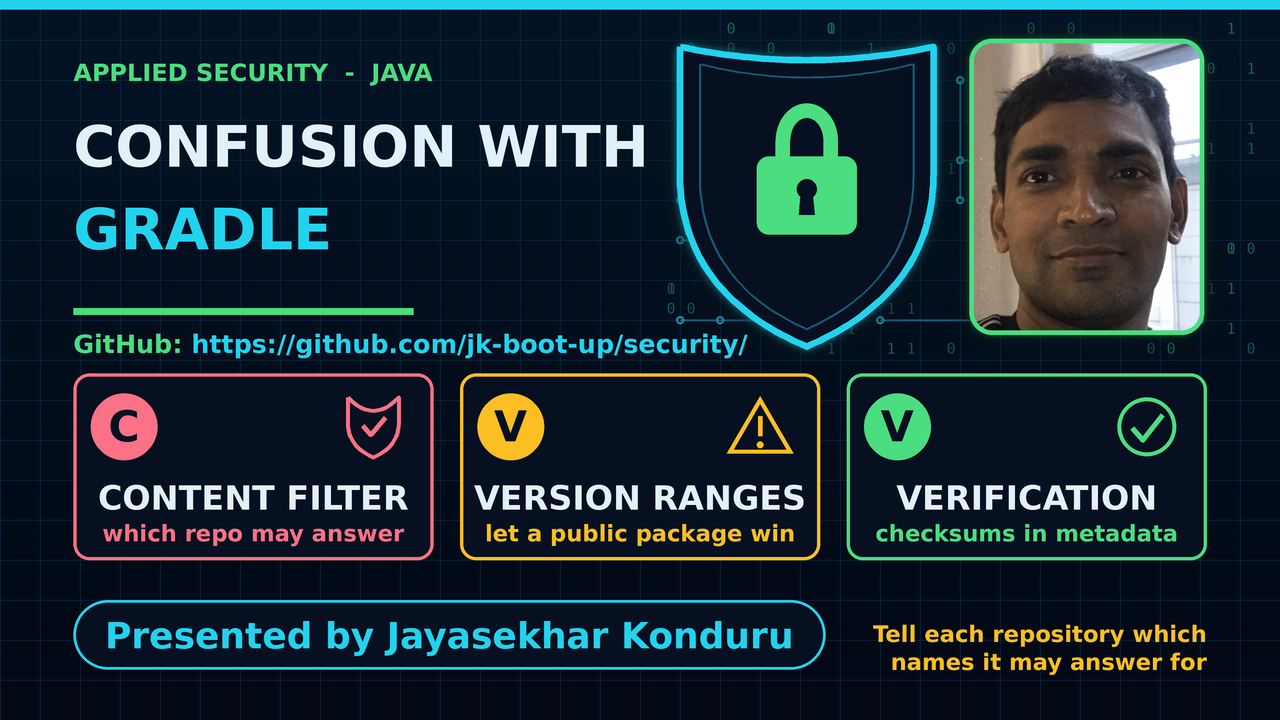 APPLIED SECURITY - JAVA
CONFUSION WITH
GRADLE
GitHub: https://github.com/jk-boot-up/security/
C
CONTENT FILTER
which repo may answer
V
VERSION RANGES
let a public package win
V
VERIFICATION
checksums in metadata
Presented by Jayasekhar Konduru
Tell each repository which
names it may answer for